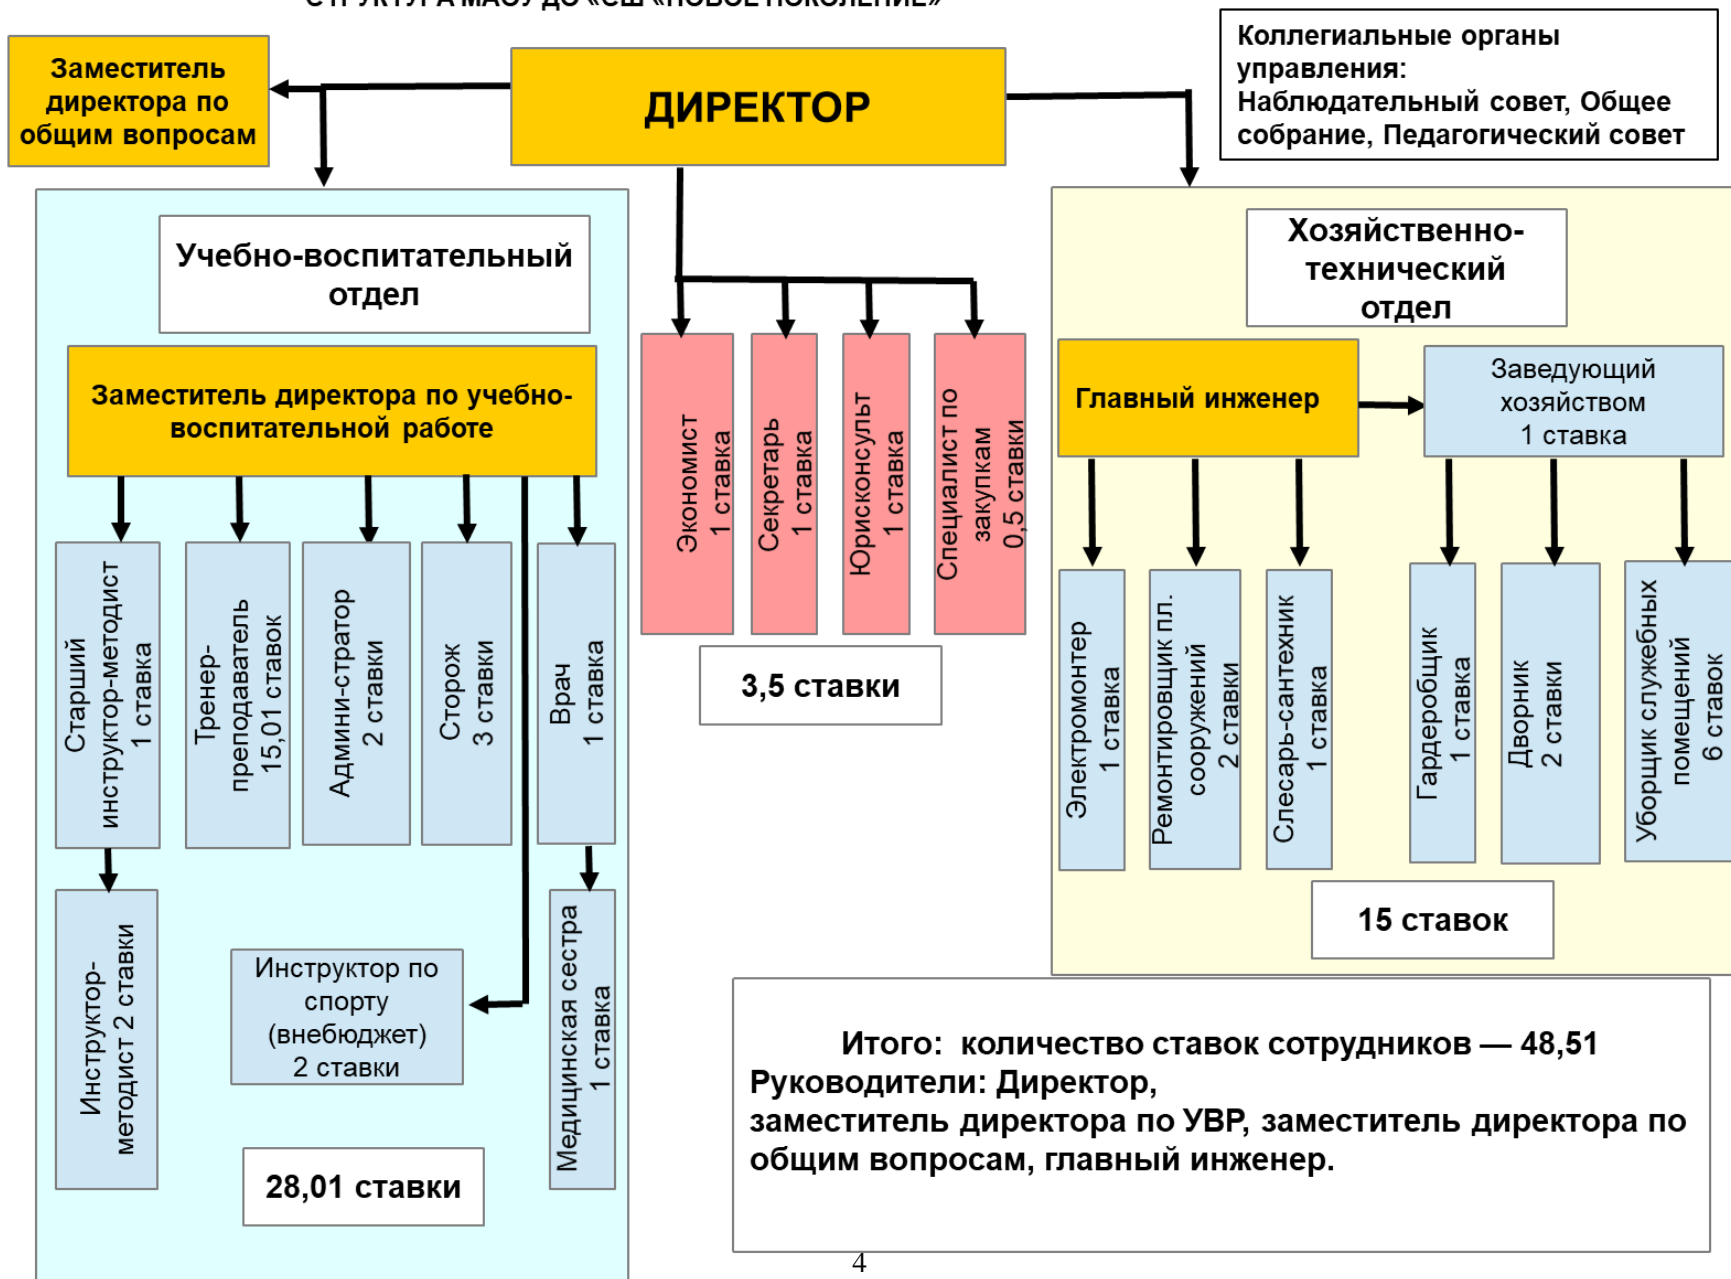 СТРУКТУРА МАОУ ДО «СШ «НОВОЕ ПОКОЛЕНИЕ»
Заместитель
директора по
общим вопросам
ДИРЕКТОР
Коллегиальные органы
управления:
Наблюдательный совет, Общее
собрание, Педагогический совет
Учебно-воспитательный
отдел
Заместитель директора по учебно-
воспитательной работе
Старший
инструктор-методист
1 ставка
Тренер-
преподаватель
15,01 ставок
Админи-стратор
2 ставки
Сторож
3 ставки
Врач
1 ставка
Инструктор-
методист 2 ставки
Инструктор по
спорту
(внебюджет)
2 ставки
Медицинская сестра
1 ставка
28,01 ставки
Экономист
1 ставка
Секретарь
1 ставка
Юрисконсульт
1 ставка
Специалист по
закупкам
0,5 ставки
3,5 ставки
Хозяйственно-
технический
отдел
Главный инженер
Заведующий
хозяйством
1 ставка
Электромонтер
1 ставка
Ремонтировщик пл.
сооружений
2 ставки
Слесарь-сантехник
1 ставка
Гардеробщик
1 ставка
Дворник
2 ставки
Уборщик служебных
помещений
6 ставок
15 ставок
Итого: количество ставок сотрудников — 48,51
Руководители: Директор,
заместитель директора по УВР, заместитель директора по
общим вопросам, главный инженер.
4